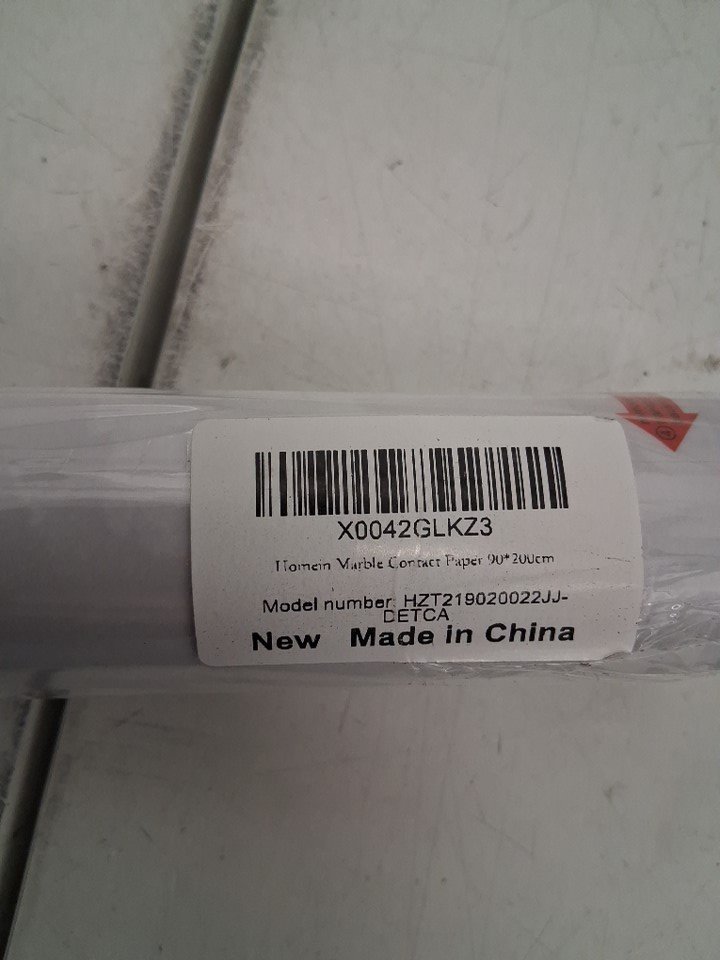 X0042GLKZ3
Homein Marble Contact Paper 90*200cm
Model number: HZT219020022JJ-
DETCA
New Made in China